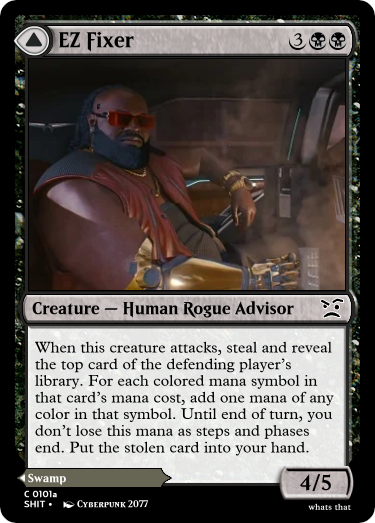 EZ Fixer 3
Creature — Human Rogue Advisor
When this creature attacks, steal and reveal
the top card of the defending player's
library. For each colored mana symbol in
that card's mana cost, add one mana of
any color in that symbol. Until end of turn, you
don't lose this mana as steps and phases
end. Put the stolen card into your hand.
Swamp
4/5
C 0101a
SHIT • Cyberpunk 2077
whats that